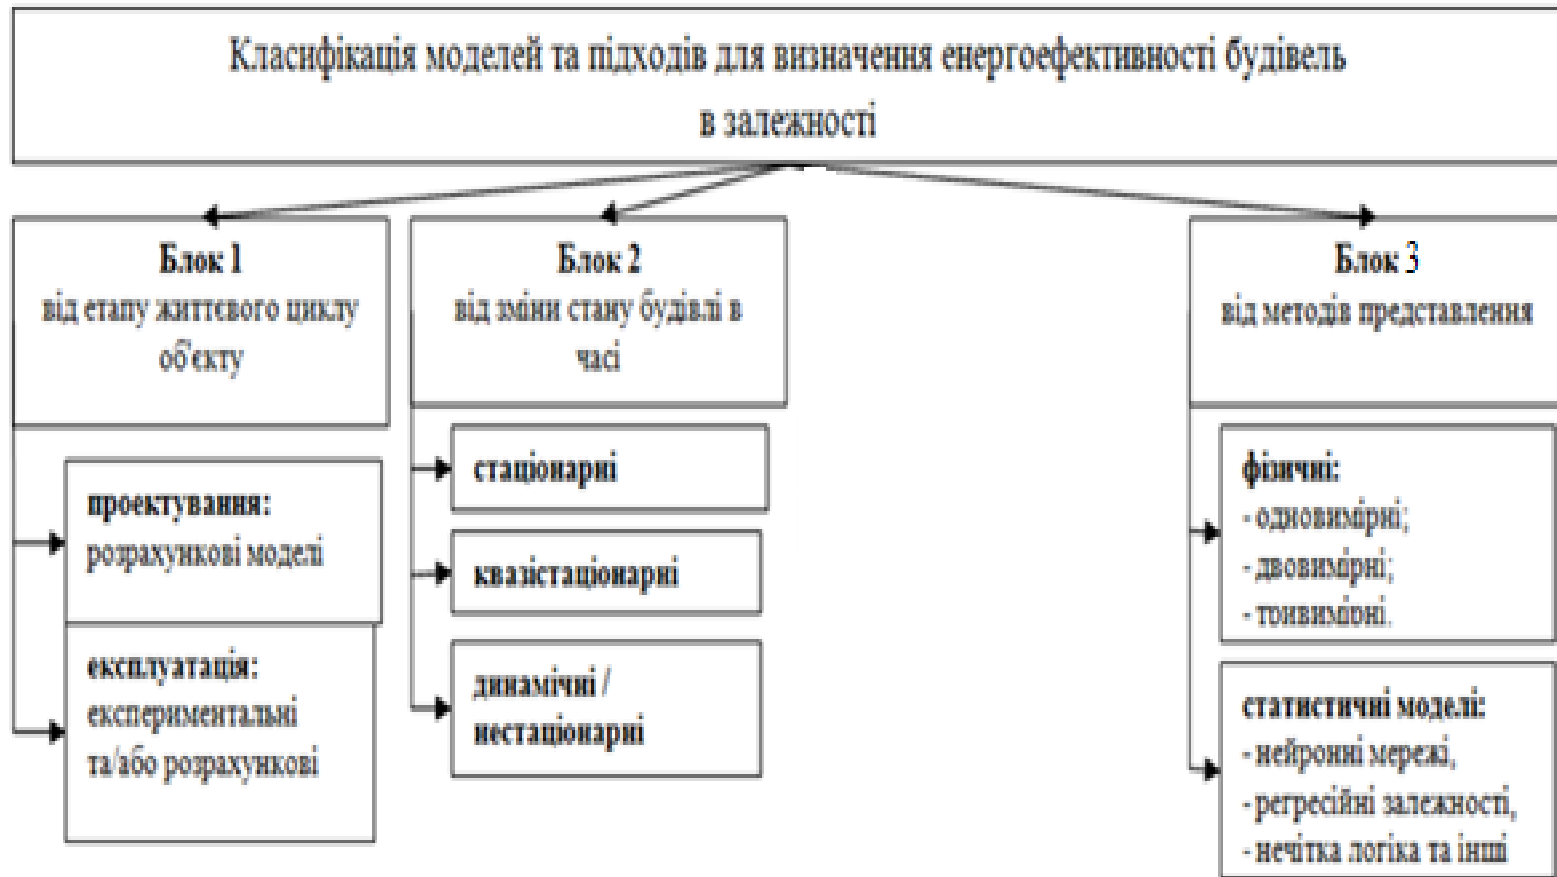 Класифікація моделей та підходів для визначення енергоефективності будівель
в залежності
Блок 1
від етапу життєвого циклу
об'єкту
проектування:
розрахункові моделі
експлуатація:
експериментальні
та/або розрахункові
Блок 2
від зміни стану будівлі в
часі
стаціонарні
квазістаціонарні
динамічні /
нестаціонарні
Блок 3
від методів представлення
фізичні:
- одновимірні;
- двовимірні;
- тривимірні.
статистичні моделі:
- нейронні мережі,
- регресійні залежності,
- нечітка логіка та інші